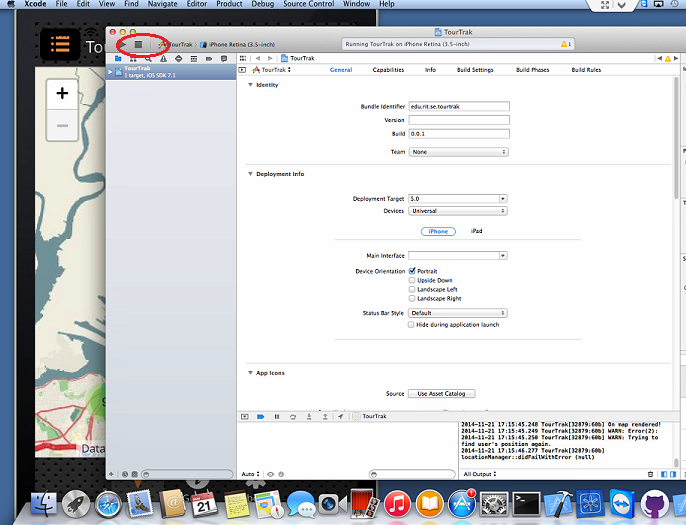 Xcode File Edit View Find Navigate Editor Product Debug Source Control Window Help
TourTrak
TourTrak iPhone Retina (3.5-inch)
Running TourTrak on iPhone Retina (3.5-inch)
1
TourTrak
TourTrak
1 target, iOS SDK 7.1
TourTrak General Capabilities Info Build Settings Build Phases Build Rules
Identity
Bundle Identifier edu.rit.se.tourtrak
Version
Build 0.0.1
Team None
Deployment Info
Deployment Target 5.0
Devices Universal
iPhone iPad
Main Interface
Device Orientation Portrait
Upside Down
Landscape Left
Landscape Right
Status Bar Style Default
Hide during application launch
App Icons
Source Use Asset Catalog
TourTrak
2014-11-21 17:15:45.248 TourTrak[32879:60b] On map rendered!
2014-11-21 17:15:45.249 TourTrak[32879:60b] WARN: Error(2):
2014-11-21 17:15:45.250 TourTrak[32879:60b] WARN: Trying to
find user's position again.
2014-11-21 17:15:46.277 TourTrak[32879:60b]
locationManager::didFailWithError (null)
Auto
All Output
Tou
+
−
Data
21
1